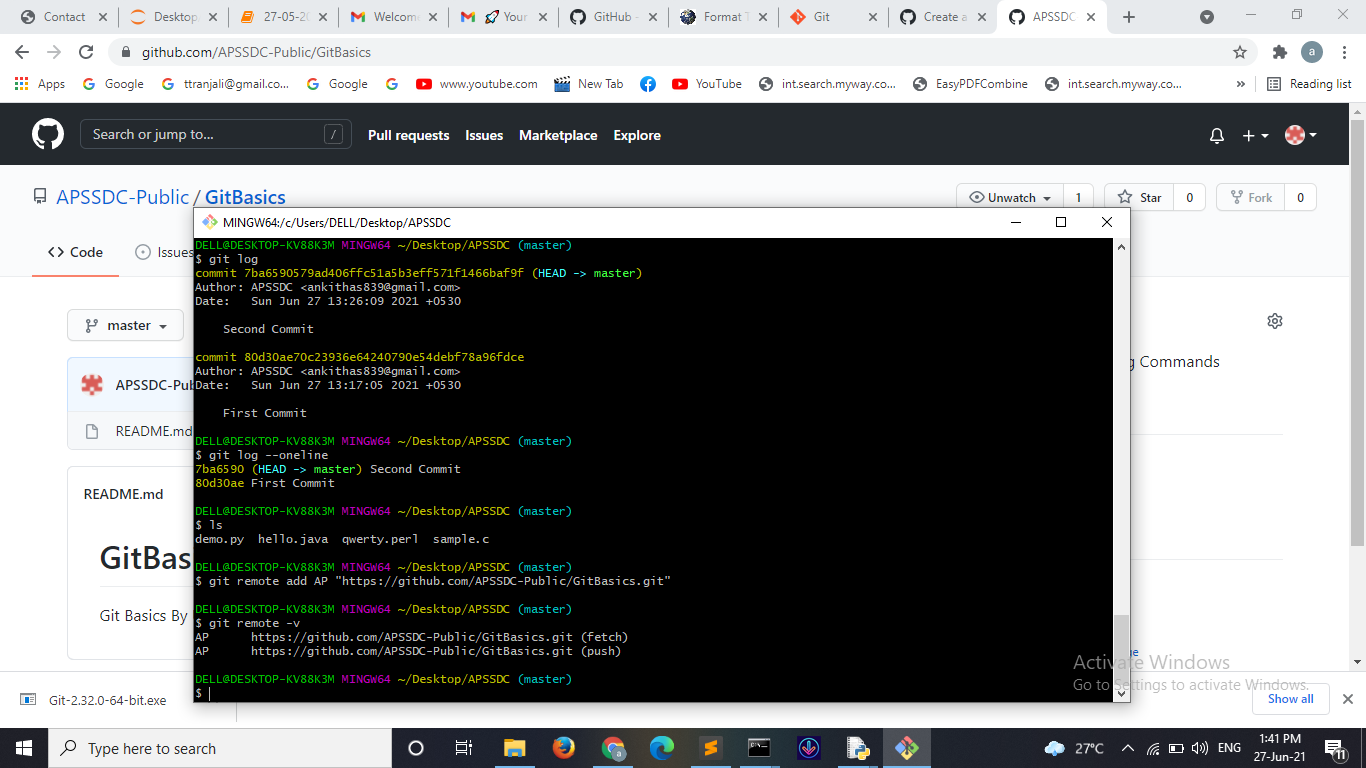 Contact
Desktop
27-05-2
Welcom
Your
GitHub
Format T
Git
Create a
APSSDC
github.com/APSSDC-Public/GitBasics
a
Apps
Google
ttranjali@gmail.co...
Google
www.youtube.com
New Tab
YouTube
int.search.myway.co...
EasyPDFCombine
int.search.myway.co...
»
Reading list
Search or jump to...
/
Pull requests
Issues
Marketplace
Explore
APSSDC-Public / GitBasics
Unwatch
1
Star
0
Fork
0
Code
Issues
master
APSSDC-Pub
README.md
README.md
GitBas
Git Basics By
g Commands
MINGW64:/c/Users/DELL/Desktop/APSSDC
DELL@DESKTOP-KV88K3M MINGW64 ~/Desktop/APSSDC (master)
$ git log
commit 7ba6590579ad406ffc51a5b3eff571f1466baf9f (HEAD -> master)
Author: APSSDC <ankithas839@gmail.com>
Date:   Sun Jun 27 13:26:09 2021 +0530
Second Commit
commit 80d30ae70c23936e64240790e54debf78a96fdce
Author: APSSDC <ankithas839@gmail.com>
Date:   Sun Jun 27 13:17:05 2021 +0530
First Commit
DELL@DESKTOP-KV88K3M MINGW64 ~/Desktop/APSSDC (master)
$ git log --oneline
7ba6590 (HEAD -> master) Second Commit
80d30ae First Commit
DELL@DESKTOP-KV88K3M MINGW64 ~/Desktop/APSSDC (master)
$ ls
demo.py  hello.java  qwerty.perl  sample.c
DELL@DESKTOP-KV88K3M MINGW64 ~/Desktop/APSSDC (master)
$ git remote add AP "https://github.com/APSSDC-Public/GitBasics.git"
DELL@DESKTOP-KV88K3M MINGW64 ~/Desktop/APSSDC (master)
$ git remote -v
AP      https://github.com/APSSDC-Public/GitBasics.git (fetch)
AP      https://github.com/APSSDC-Public/GitBasics.git (push)
DELL@DESKTOP-KV88K3M MINGW64 ~/Desktop/APSSDC (master)
$
Activate Windows
Go to Settings to activate Windows.
Git-2.32.0-64-bit.exe
Show all
Type here to search
27°C
ENG
1:41 PM
27-Jun-21
11